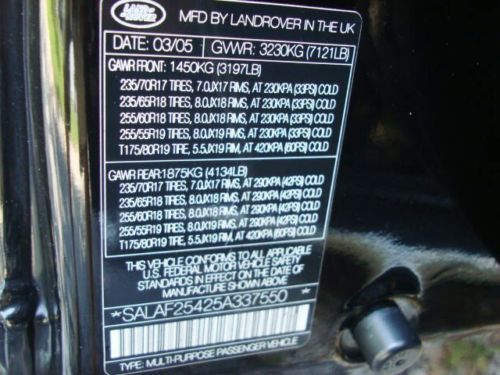 LAND ROVER
MFD BY LANDROVER IN THE UK
DATE: 03/05 GVWR: 3230KG (7121LB)
GAWR FRONT: 1450KG (3197LB)
235/70R17 TIRES, 7.0JX17 RIMS, AT 230KPA (33PSI) COLD
235/65R18 TIRES, 8.0JX18 RIMS, AT 230KPA (33PSI) COLD
255/60R18 TIRES, 8.0JX18 RIMS, AT 230KPA (33PSI) COLD
255/55R19 TIRES, 8.0JX19 RIMS, AT 230KPA (33PSI) COLD
T175/80R19 TIRE, 5.5JX19 RIM, AT 420KPA (60PSI) COLD
GAWR REAR:1875KG (4134LB)
235/70R17 TIRES, 7.0JX17 RIMS, AT 290KPA (42PSI) COLD
235/65R18 TIRES, 8.0JX18 RIMS, AT 290KPA (42PSI) COLD
255/60R18 TIRES, 8.0JX18 RIMS, AT 290KPA (42PSI) COLD
255/55R19 TIRES, 8.0JX19 RIMS, AT 290KPA (42PSI) COLD
T175/80R19 TIRE, 5.5JX19 RIM, AT 420KPA (60PSI) COLD
THIS VEHICLE CONFORMS TO ALL APPLICABLE
U.S. FEDERAL MOTOR VEHICLE SAFETY
STANDARDS IN EFFECT ON THE DATE OF
MANUFACTURE SHOWN ABOVE
*SALAF25425A337550*
TYPE: MULTI-PURPOSE PASSENGER VEHICLE